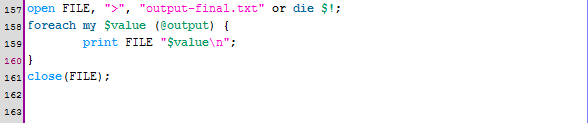 157 open FILE, ">", "output-final.txt" or die $!;
158 foreach my $value (@output) {
159         print FILE "$value\n";
160 }
161 close(FILE);
162
163